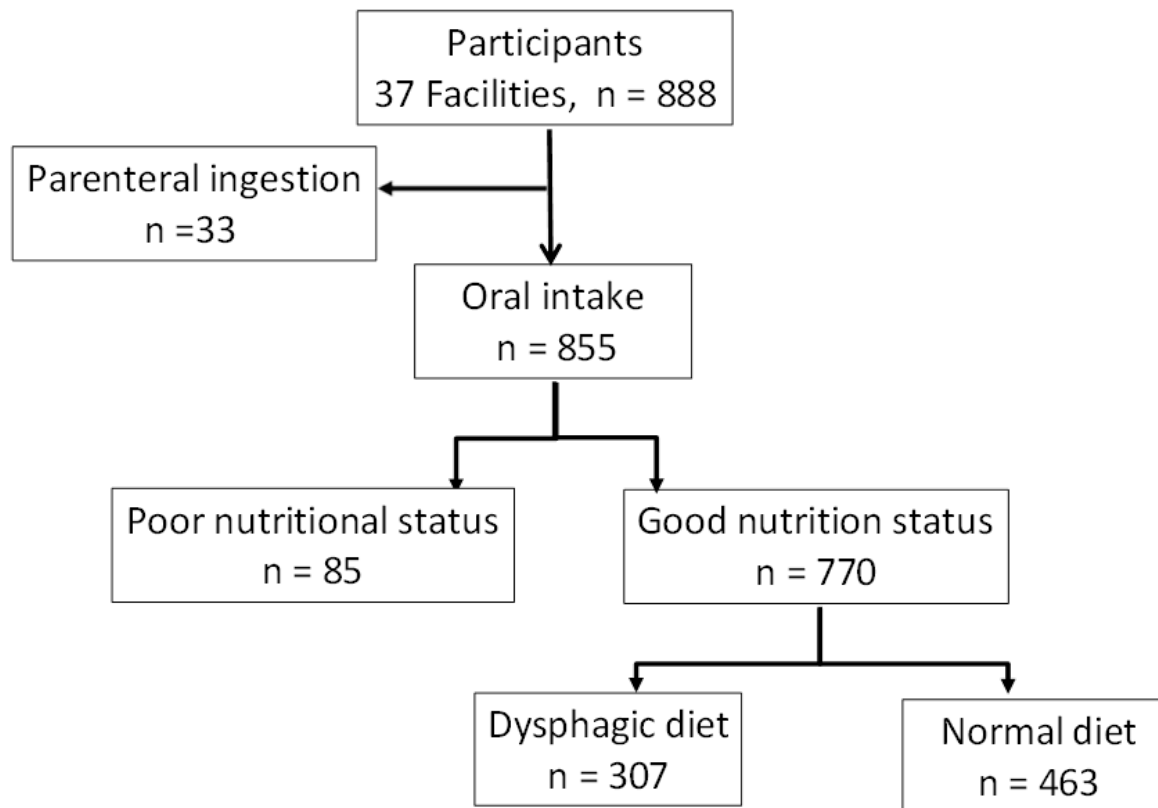 Participants
37 Facilities, n = 888
Parenteral ingestion
n =33
Oral intake
n = 855
Poor nutritional status
n = 85
Good nutrition status
n = 770
Dysphagic diet
n = 307
Normal diet
n = 463